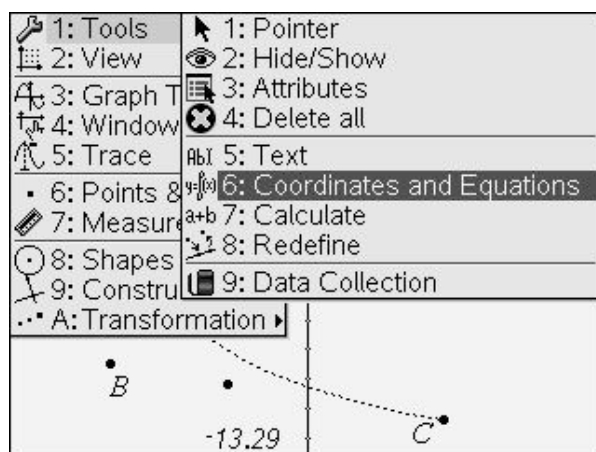 1: Tools
2: View
3: Graph T
4: Window
5: Trace
6: Points &
7: Measure
8: Shapes
9: Constru
A: Transformation
1: Pointer
2: Hide/Show
3: Attributes
4: Delete all
AbI 5: Text
y=f(x) 6: Coordinates and Equations
a+b 7: Calculate
8: Redefine
9: Data Collection
B
-13.29
C